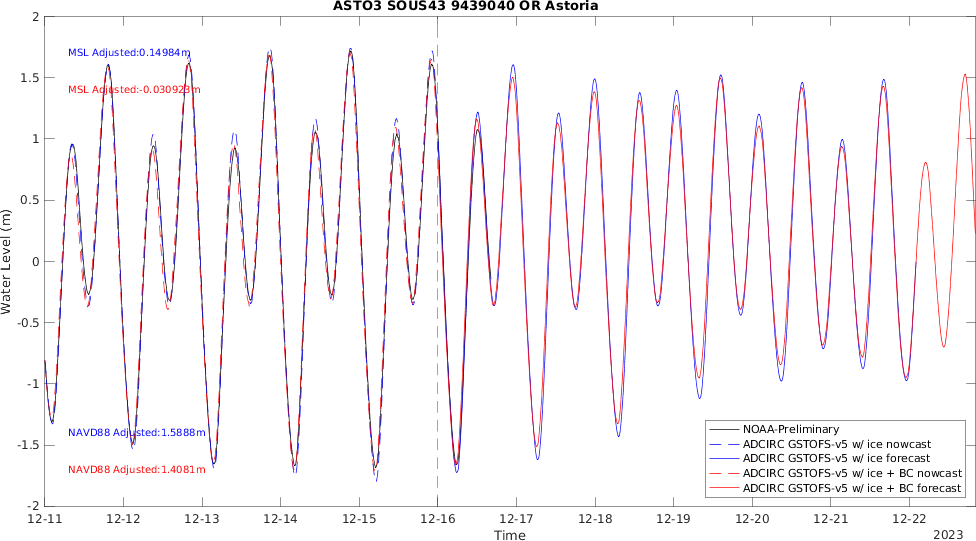 ASTO3 SOUS43 9439040 OR Astoria
2
1.5
1
0.5
0
-0.5
-1
-1.5
-2
Water Level (m)
MSL Adjusted:0.14984m
MSL Adjusted:-0.030923m
NAVD88 Adjusted:1.5888m
NAVD88 Adjusted:1.4081m
NOAA-Preliminary
ADCIRC GSTOFS-v5 w/ ice nowcast
ADCIRC GSTOFS-v5 w/ ice forecast
ADCIRC GSTOFS-v5 w/ ice + BC nowcast
ADCIRC GSTOFS-v5 w/ ice + BC forecast
12-11 12-12 12-13 12-14 12-15 12-16 12-17 12-18 12-19 12-20 12-21 12-22
Time
2023